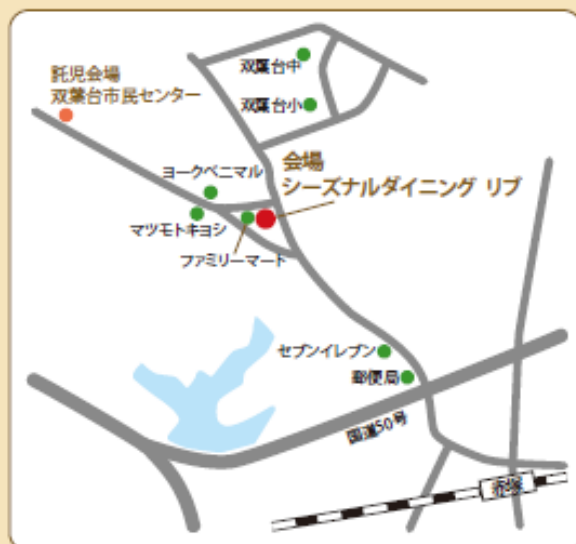 双葉台中
託児会場
双葉台市民センター
双葉台小
会場
シーズナルダイニング リブ
ヨークベニマル
マツモトキヨシ
ファミリーマート
セブンイレブン
郵便局
国道50号
赤塚